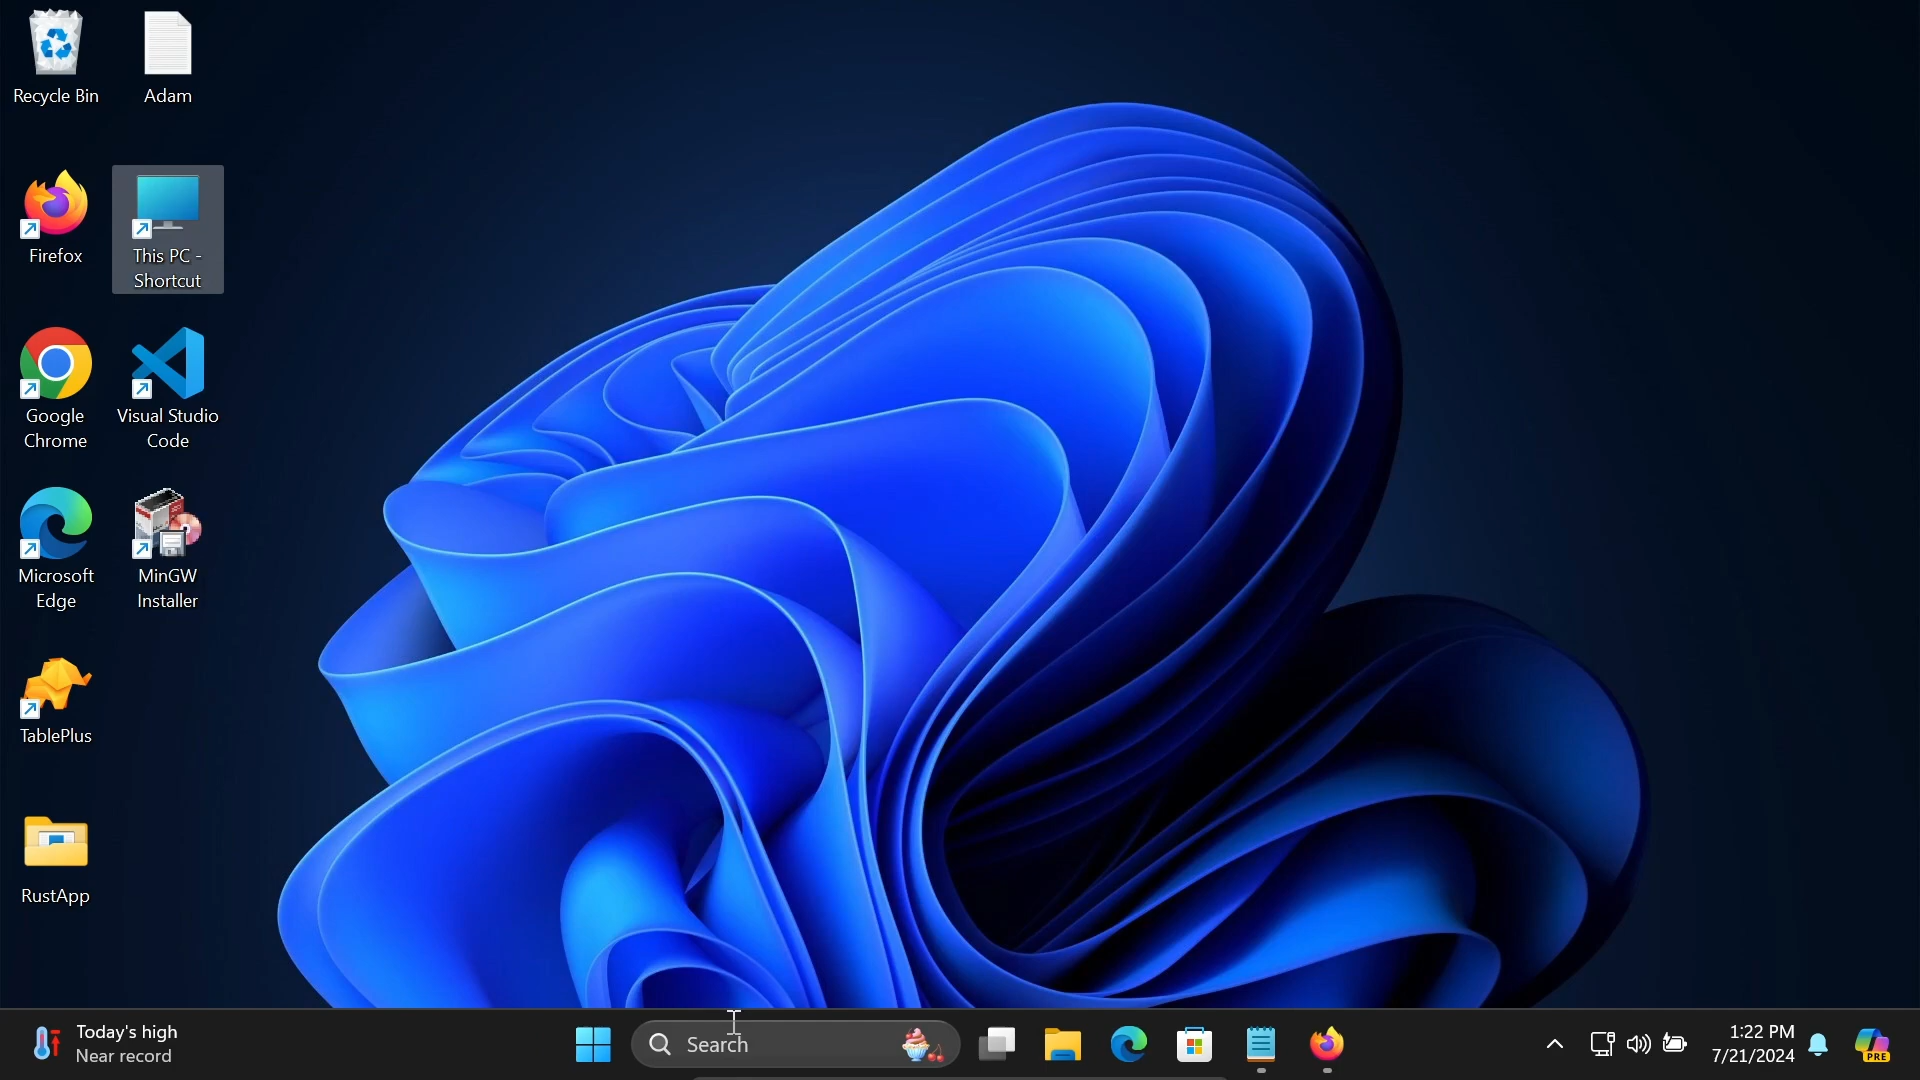 Recycle Bin
Adam
Firefox
This PC -
Shortcut
Google
Chrome
Visual Studio
Code
Microsoft
Edge
MinGW
Installer
TablePlus
RustApp
Today's high
Near record
Search
1:22 PM
7/21/2024
PRE